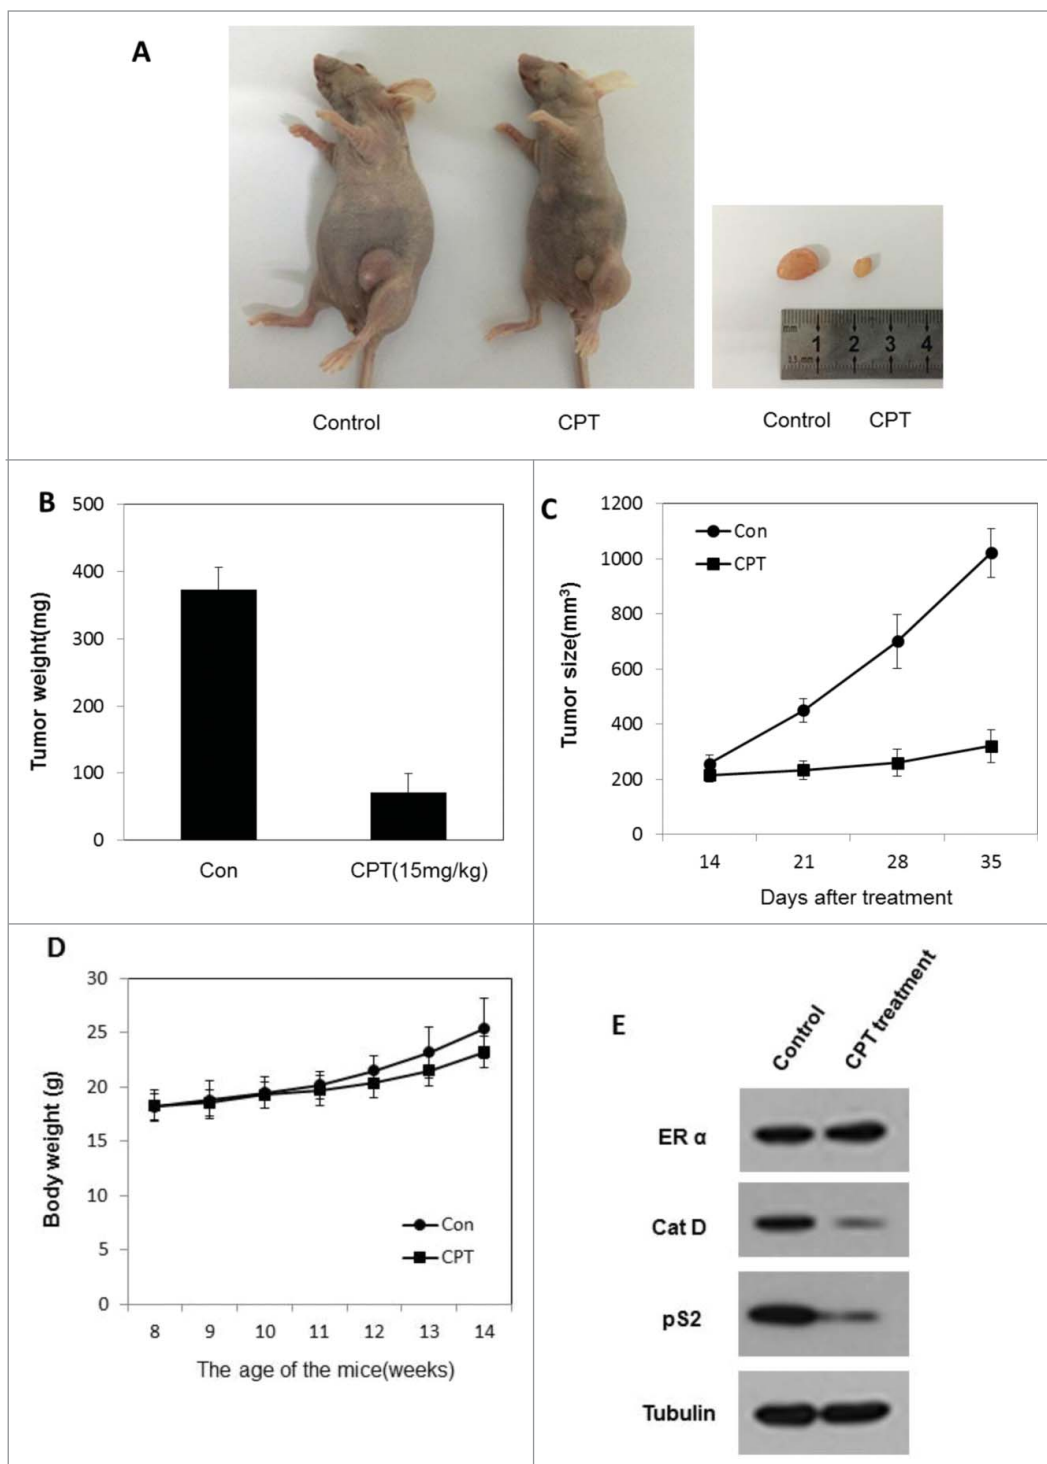 A
mm
1 2 3 4
Control
CPT
Control
CPT
B
500
400
300
200
100
0
Tumor weight(mg)
Con
CPT(15mg/kg)
C
1200
1000
800
600
400
200
0
Tumor size(mm³)
Con
CPT
14
21
28
35
Days after treatment
D
30
25
20
15
10
5
0
Body weight (g)
Con
CPT
8
9
10
11
12
13
14
The age of the mice(weeks)
E
Control
CPT treatment
ER α
Cat D
pS2
Tubulin